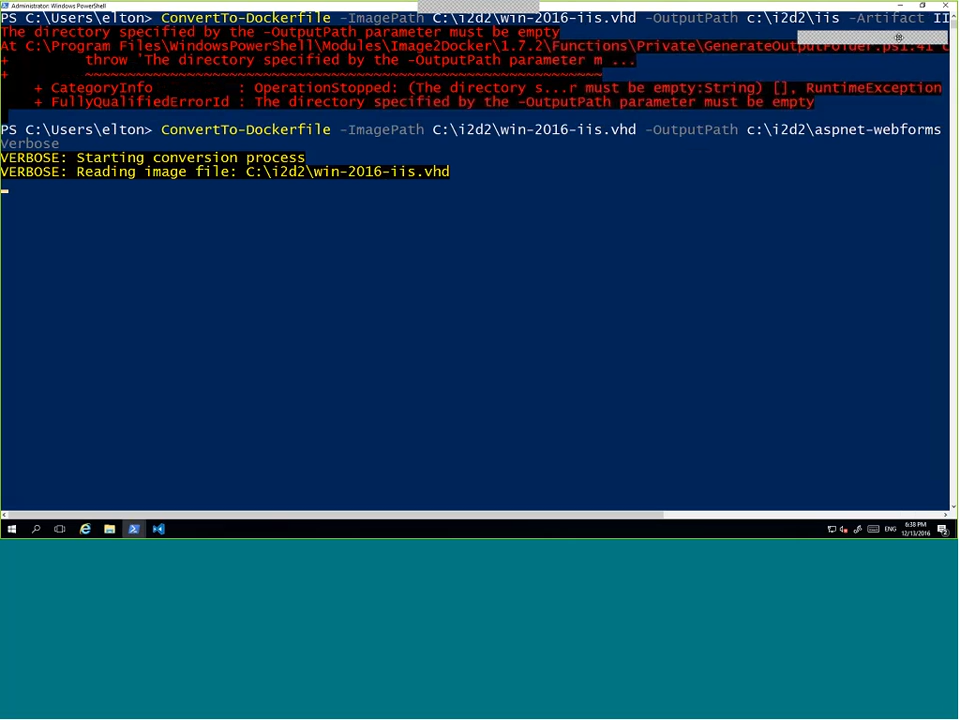 Administrator: Windows PowerShell
PS C:\Users\elton> ConvertTo-Dockerfile -ImagePath C:\i2d2\win-2016-iis.vhd -OutputPath c:\i2d2\iis -Artifact II
The directory specified by the -OutputPath parameter must be empty
At C:\Program Files\WindowsPowerShell\Modules\Image2Docker\1.7.2\Functions\Private\GenerateOutputFolder.ps1:41 c
+ throw 'The directory specified by the -OutputPath parameter m ...
+ ~~~~~~~~~~~~~~~~~~~~~~~~~~~~~~~~~~~~~~~~~~~~~~~~~~~~~~~~~~~~~
+ CategoryInfo : OperationStopped: (The directory s...r must be empty:String) [], RuntimeException
+ FullyQualifiedErrorId : The directory specified by the -OutputPath parameter must be empty
PS C:\Users\elton> ConvertTo-Dockerfile -ImagePath C:\i2d2\win-2016-iis.vhd -OutputPath c:\i2d2\aspnet-webforms
Verbose
VERBOSE: Starting conversion process
VERBOSE: Reading image file: C:\i2d2\win-2016-iis.vhd
ENG
6:38 PM
12/13/2016